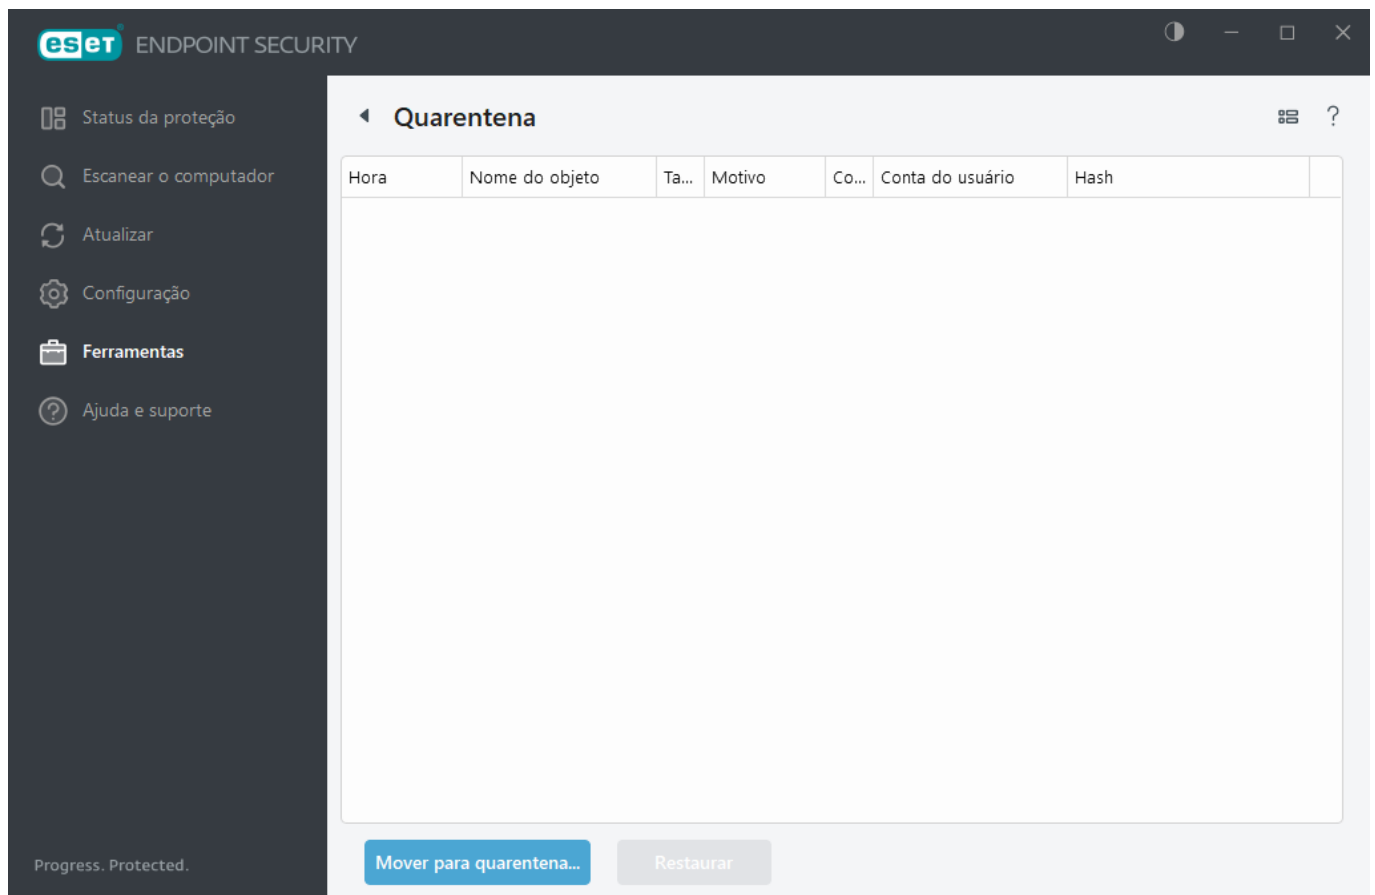 eset ENDPOINT SECURITY
Status da proteção
Escanear o computador
Atualizar
Configuração
Ferramentas
Ajuda e suporte
Progress. Protected.
Quarentena
?
Hora Nome do objeto Ta... Motivo Co... Conta do usuário Hash
Mover para quarentena... Restaurar